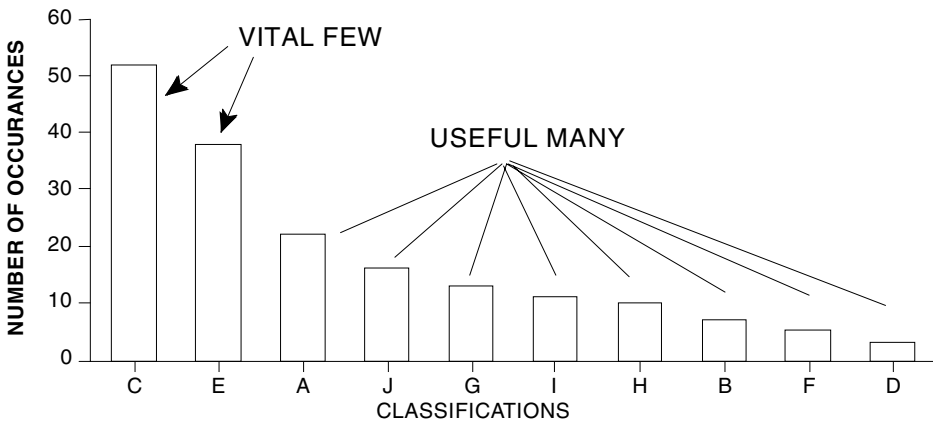 60
VITAL FEW
50
40
USEFUL MANY
30
20
10
0
NUMBER OF OCCURANCES
C E A J G I H B F D
CLASSIFICATIONS